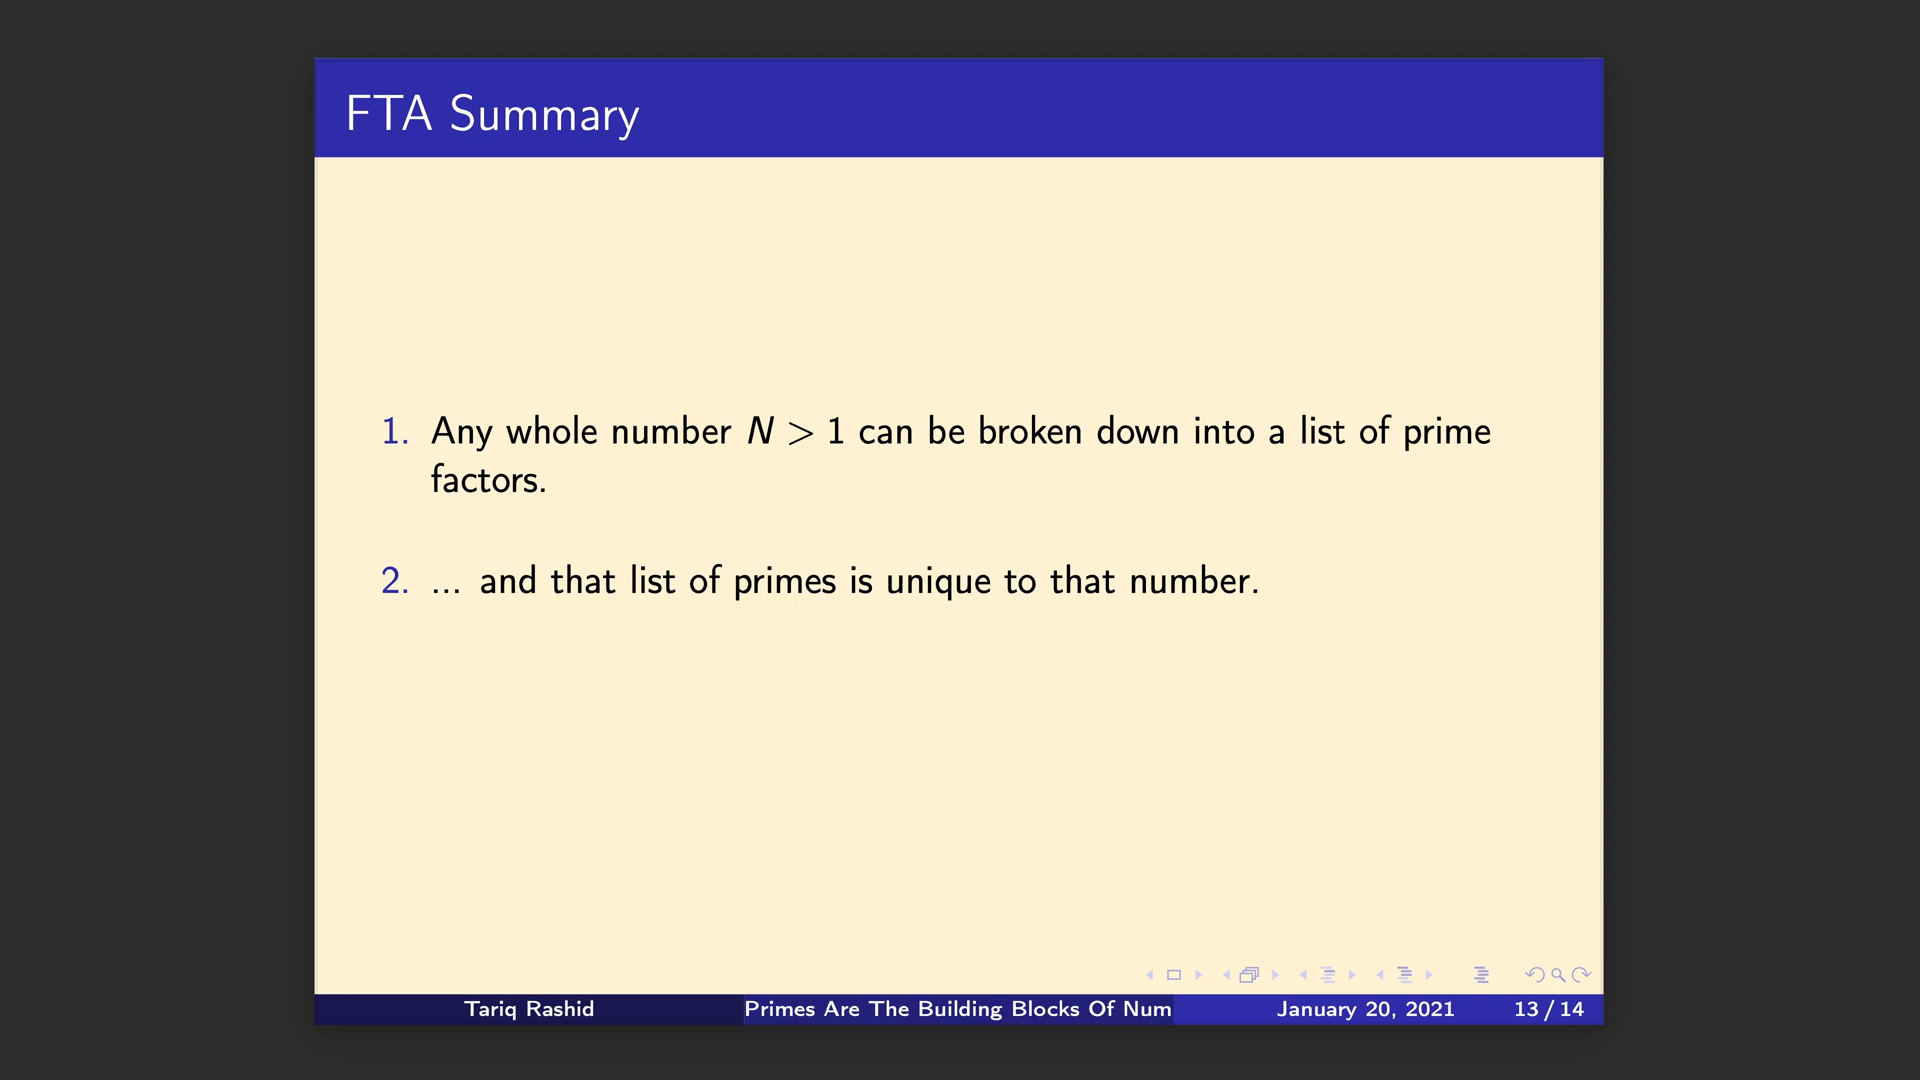 FTA Summary
1. Any whole number N > 1 can be broken down into a list of prime
factors.
2. ... and that list of primes is unique to that number.
Tariq Rashid
Primes Are The Building Blocks Of Num
January 20, 2021
13 / 14